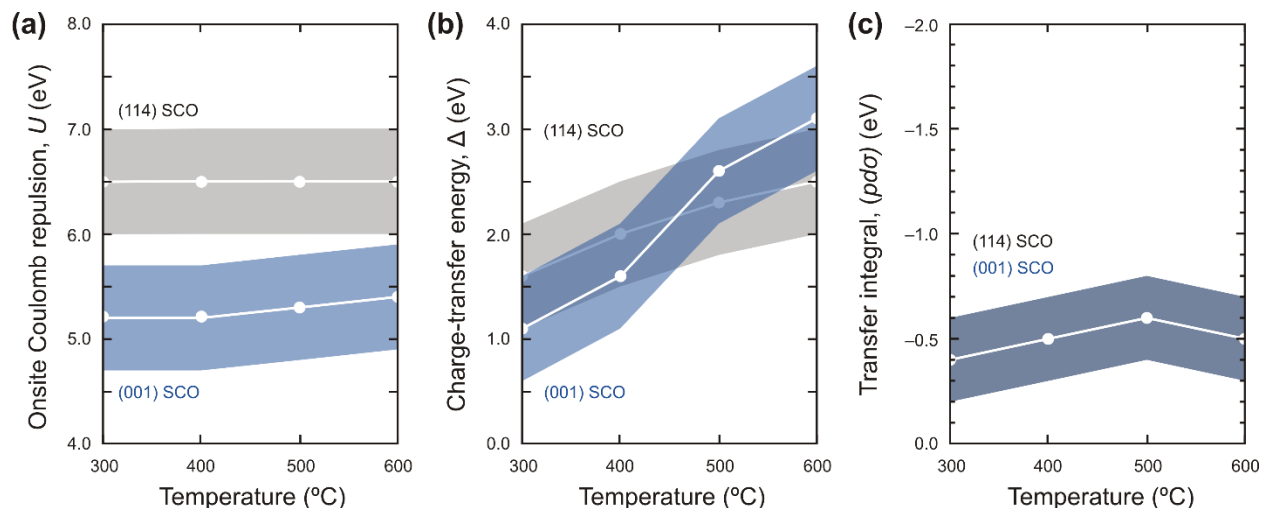 (a)
Onsite Coulomb repulsion, U (eV)
8.0
7.0
6.0
5.0
4.0
(114) SCO
(001) SCO
300 400 500 600
Temperature (ºC)
(b)
Charge-transfer energy, Δ (eV)
4.0
3.0
2.0
1.0
0.0
(114) SCO
(001) SCO
300 400 500 600
Temperature (ºC)
(c)
Transfer integral, (pdσ) (eV)
−2.0
−1.5
−1.0
−0.5
0.0
(114) SCO
(001) SCO
300 400 500 600
Temperature (ºC)